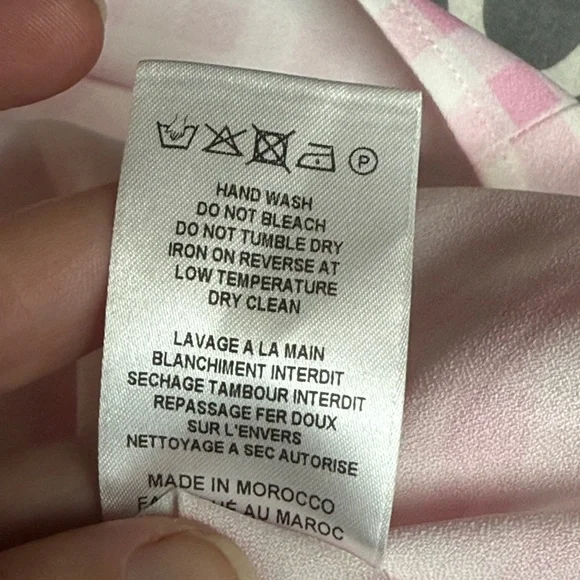 P
HAND WASH
DO NOT BLEACH
DO NOT TUMBLE DRY
IRON ON REVERSE AT
LOW TEMPERATURE
DRY CLEAN
LAVAGE A LA MAIN
BLANCHIMENT INTERDIT
SECHAGE TAMBOUR INTERDIT
REPASSAGE FER DOUX
SUR L'ENVERS
NETTOYAGE A SEC AUTORISE
MADE IN MOROCCO
AU MAROC